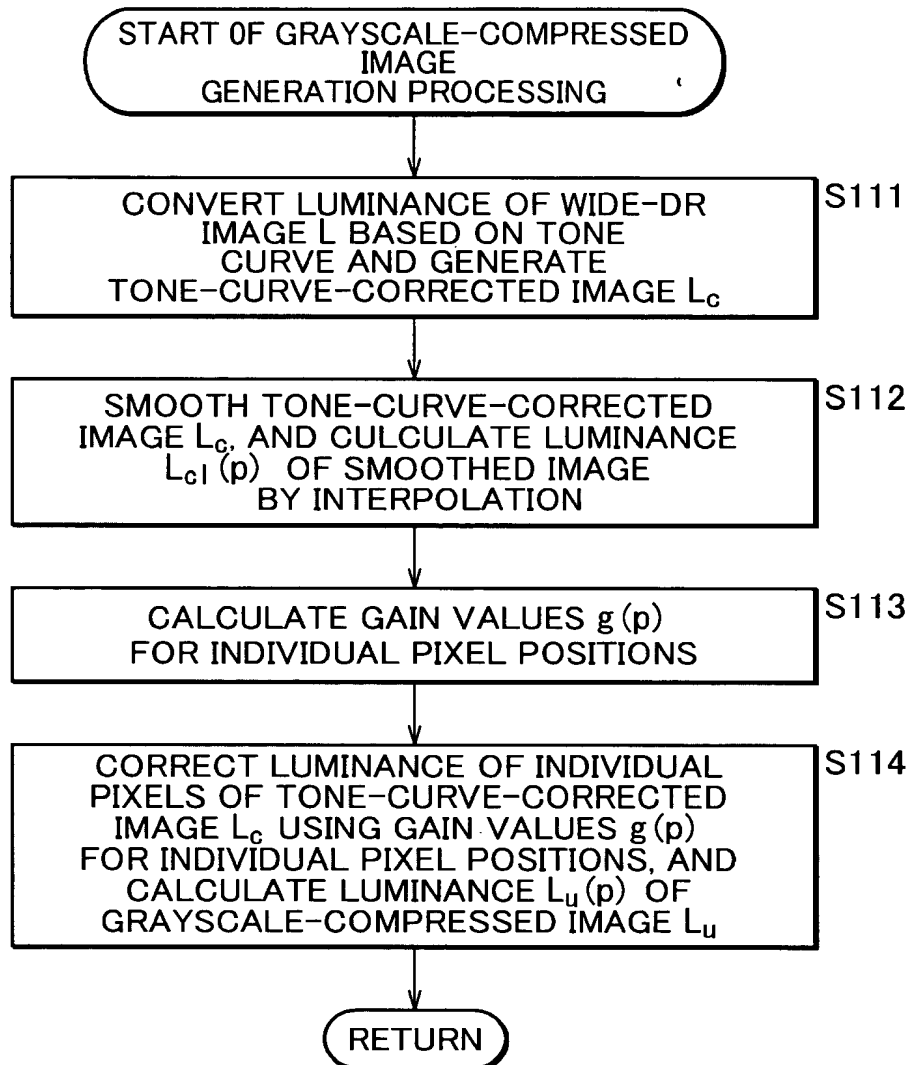 START OF GRAYSCALE-COMPRESSED
IMAGE
GENERATION PROCESSING
S111
CONVERT LUMINANCE OF WIDE-DR
IMAGE L BASED ON TONE
CURVE AND GENERATE
TONE-CURVE-CORRECTED IMAGE Lc
S112
SMOOTH TONE-CURVE-CORRECTED
IMAGE Lc, AND CULCULATE LUMINANCE
Lcl(p) OF SMOOTHED IMAGE
BY INTERPOLATION
S113
CALCULATE GAIN VALUES g(p)
FOR INDIVIDUAL PIXEL POSITIONS
S114
CORRECT LUMINANCE OF INDIVIDUAL
PIXELS OF TONE-CURVE-CORRECTED
IMAGE Lc USING GAIN VALUES g(p)
FOR INDIVIDUAL PIXEL POSITIONS, AND
CALCULATE LUMINANCE Lu(p) OF
GRAYSCALE-COMPRESSED IMAGE Lu
RETURN